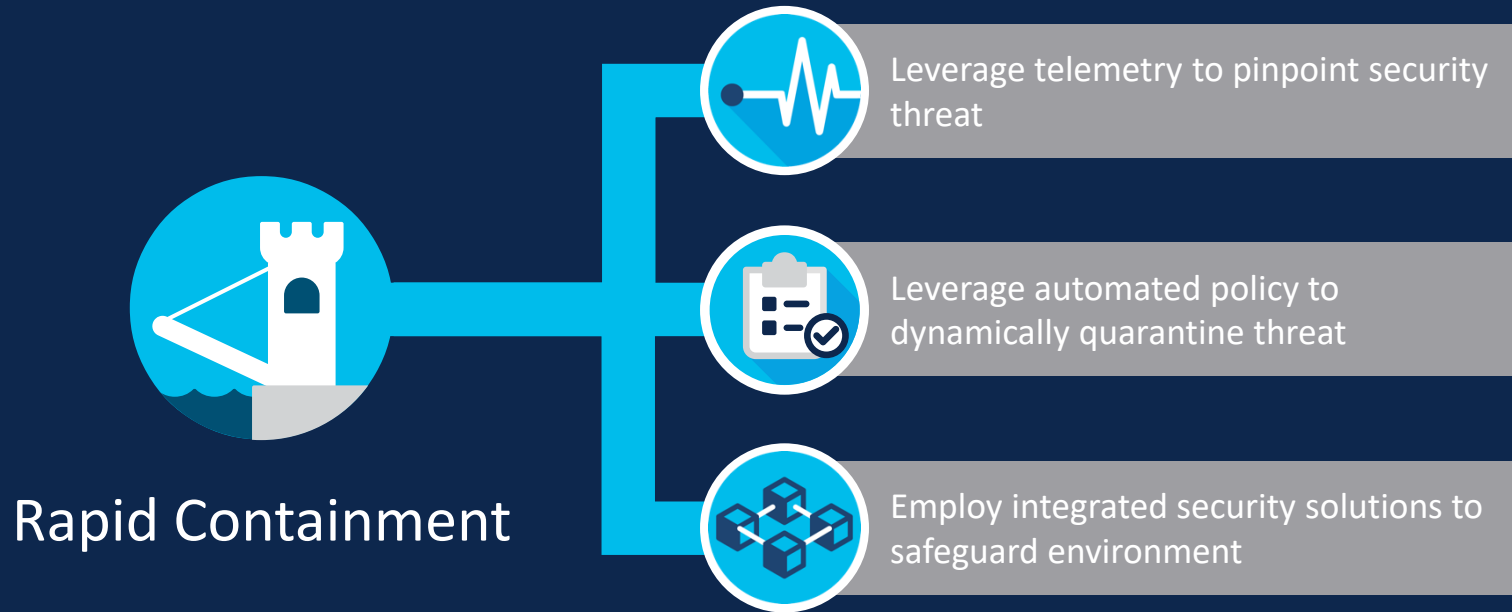 Leverage telemetry to pinpoint security
threat
Leverage automated policy to
dynamically quarantine threat
Rapid Containment
Employ integrated security solutions to
safeguard environment